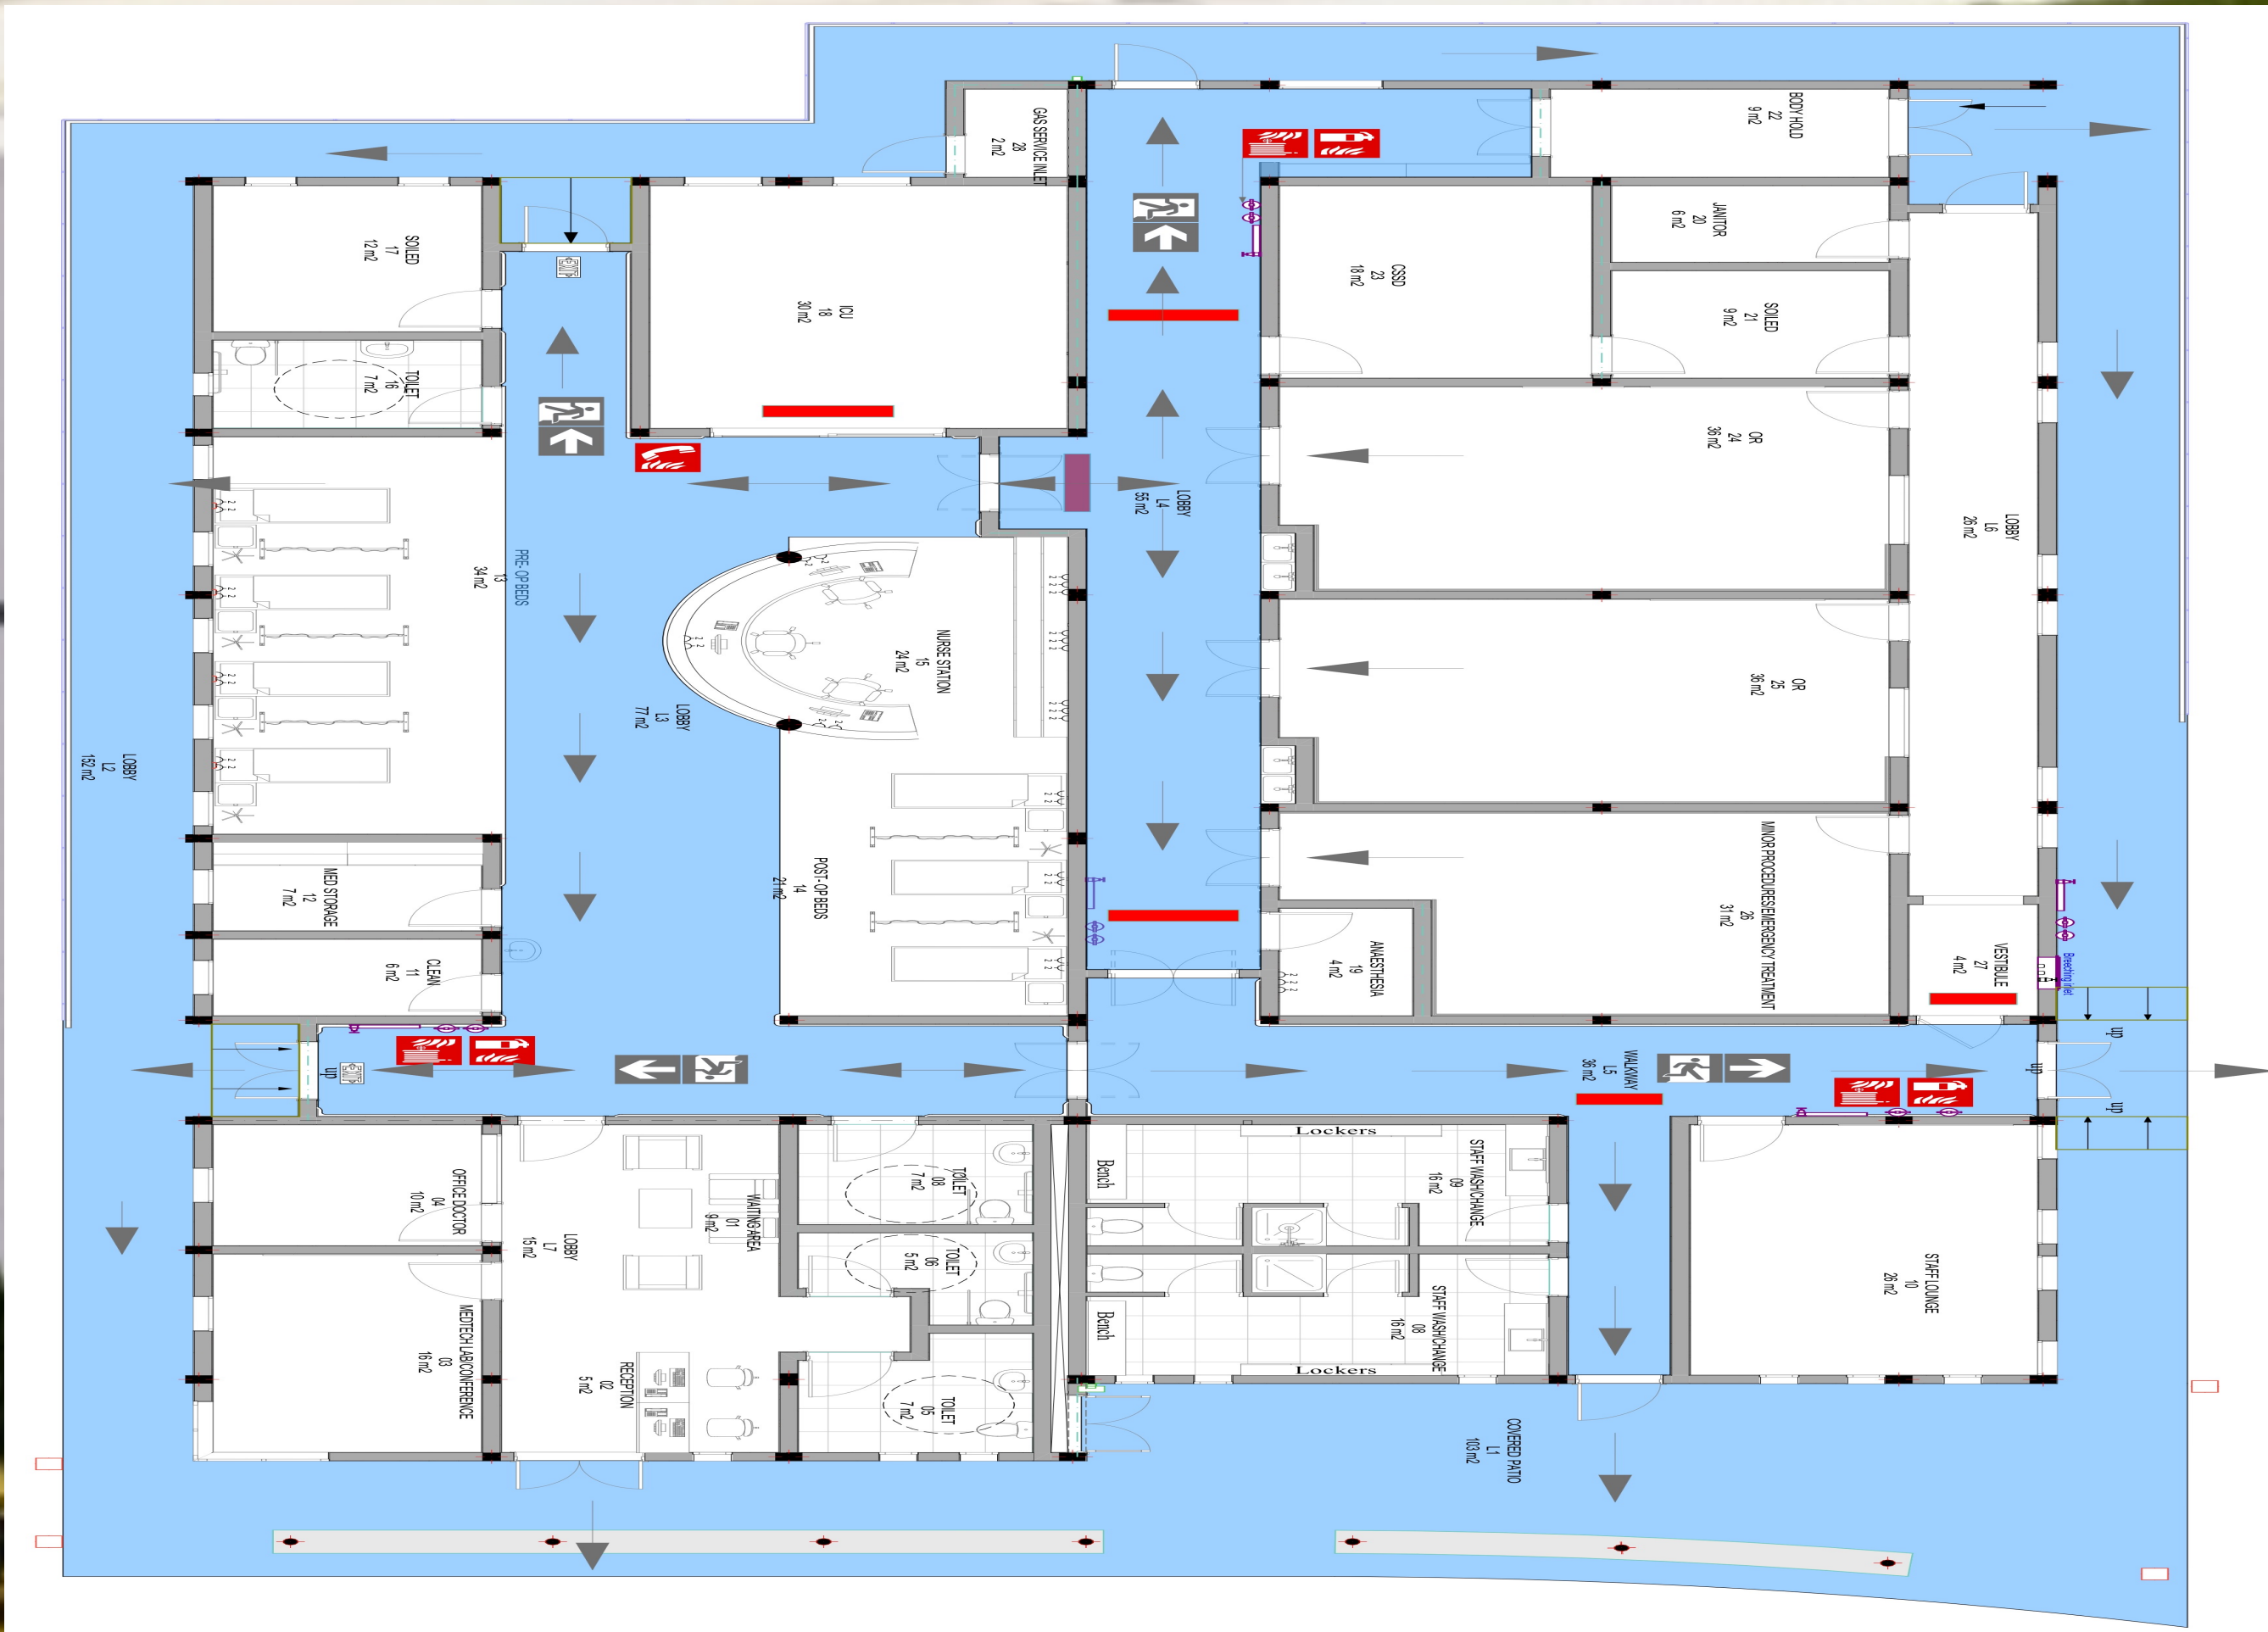 GAS SERVICE INLET
28
2 m2
BODY HOLD
22
9 m2
SOILED
17
12 m2
EXIT
ICU
18
30 m2
CSSD
23
18 m2
JANITOR
20
6 m2
SOILED
21
9 m2
TOILET
16
7 m2
OR
24
36 m2
LOBBY
L4
55 m2
LOBBY
L6
26 m2
PRE-OP BEDS
13
34 m2
NURSE STATION
15
24 m2
OR
25
36 m2
LOBBY
L3
77 m2
LOBBY
L2
152 m2
MED STORAGE
12
7 m2
POST-OP BEDS
14
21 m2
MINOR PROCEDURES/EMERGENCY TREATMENT
26
31 m2
CLEAN
11
6 m2
ANAESTHESIA
19
4 m2
VESTIBULE
27
4 m2
Breeching inlet
up
EXIT
up
WALKWAY
L5
36 m2
up
up
OFFICE DOCTOR
04
10 m2
LOBBY
L7
15 m2
WAITING AREA
01
9 m2
TOILET
08
7 m2
TOILET
06
5 m2
Lockers
Bench
STAFF WASH/CHANGE
09
16 m2
Bench
STAFF WASH/CHANGE
08
16 m2
Lockers
STAFF LOUNGE
10
26 m2
MEDTECH LAB/CONFERENCE
03
16 m2
RECEPTION
02
5 m2
TOILET
05
7 m2
COVERED PATIO
L1
103 m2